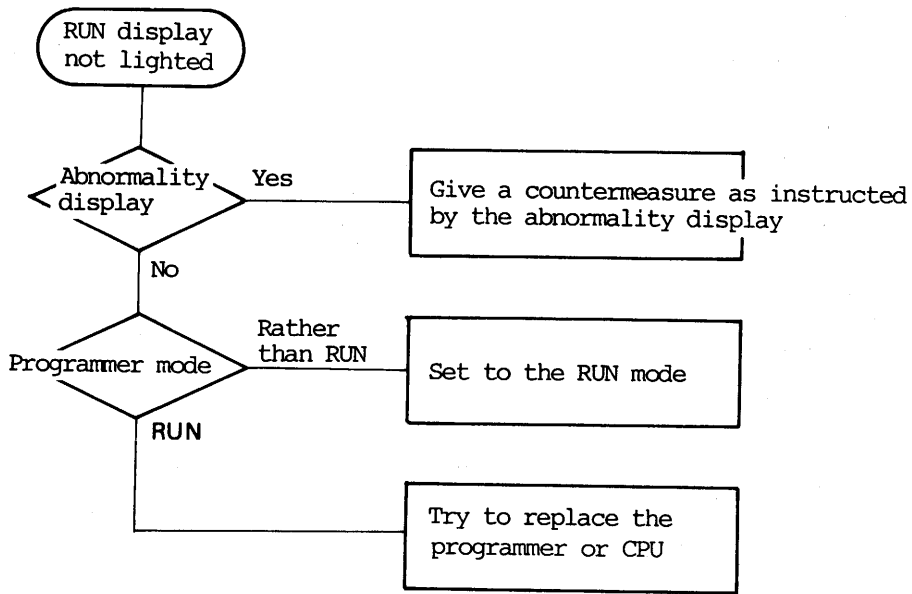 RUN display
not lighted
Abnormality
display
Yes
Give a countermeasure as instructed
by the abnormality display
No
Programmer mode
Rather
than RUN
Set to the RUN mode
RUN
Try to replace the
programmer or CPU